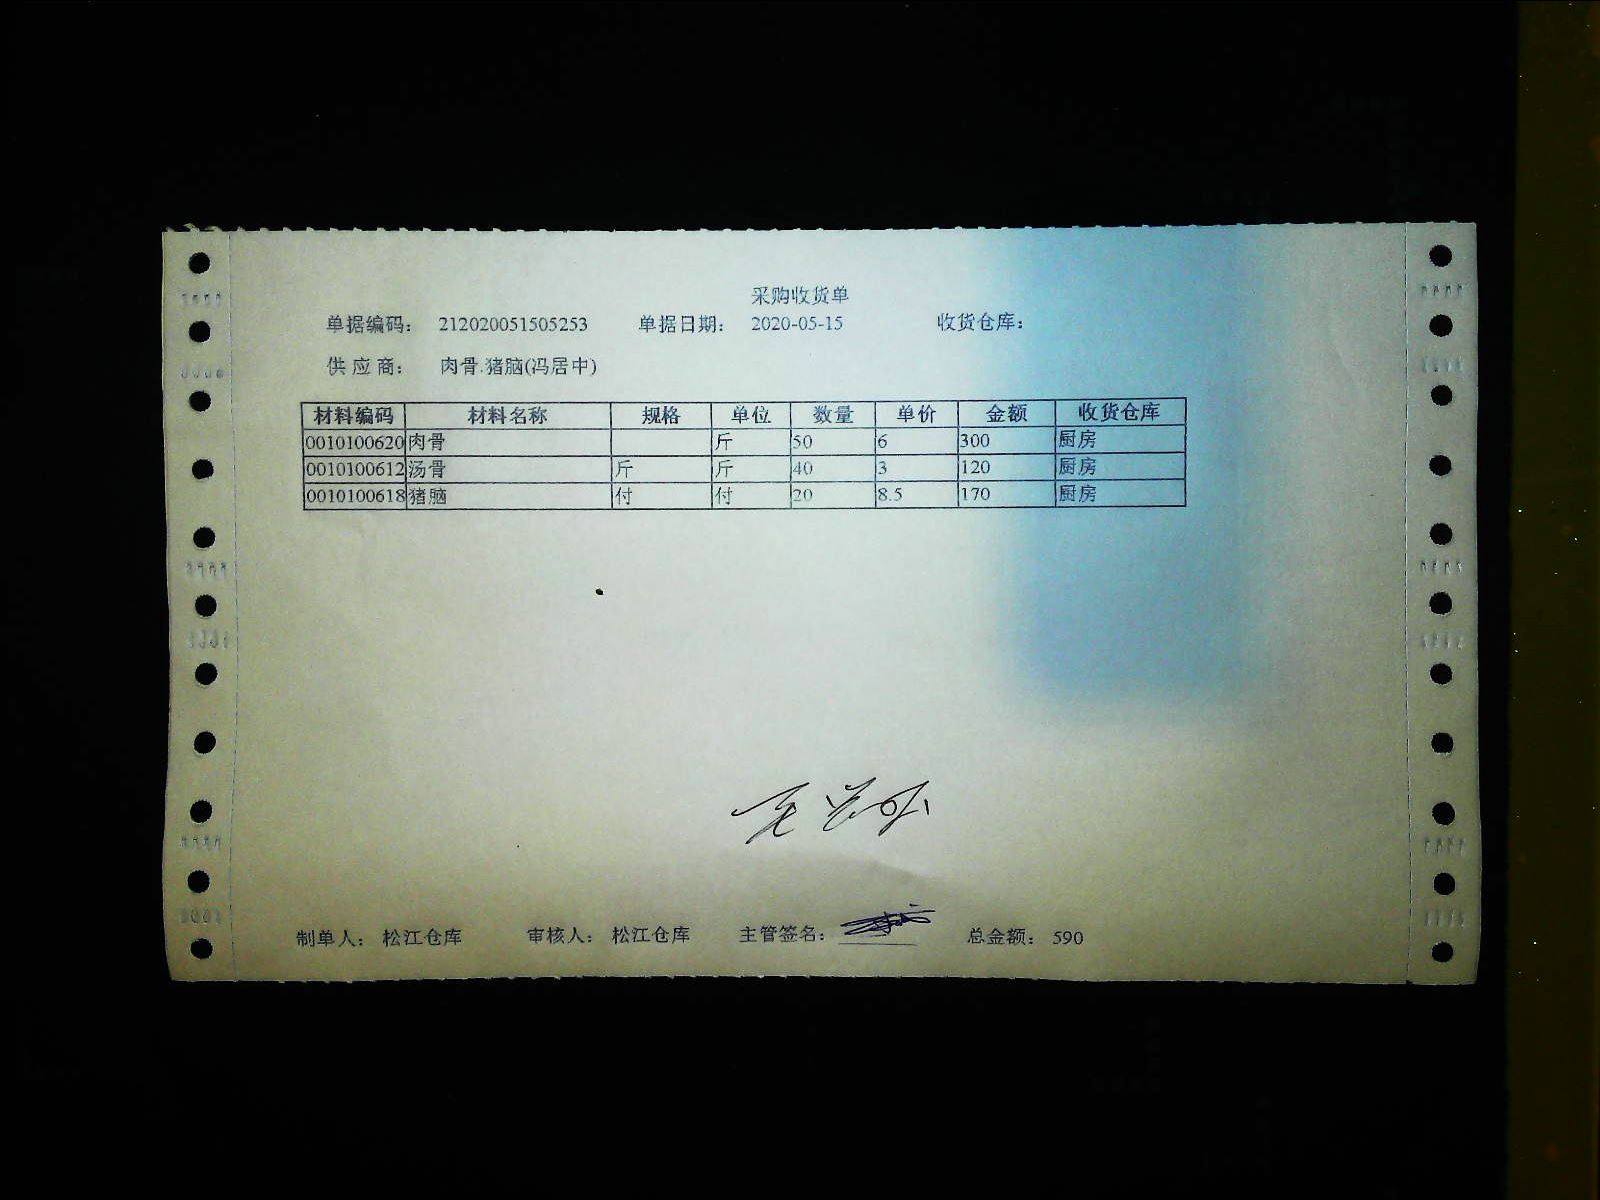 采购收货单
单据编码： 212020051505253 单据日期： 2020-05-15 收货仓库：
供 应 商： 肉骨.猪脑(冯居中)
材料编码 材料名称 规格 单位 数量 单价 金额 收货仓库
0010100620 肉骨 斤 50 6 300 厨房
0010100612 汤骨 斤 斤 40 3 120 厨房
0010100618 猪脑 付 付 20 8.5 170 厨房
制单人： 松江仓库 审核人： 松江仓库 主管签名： 总金额： 590